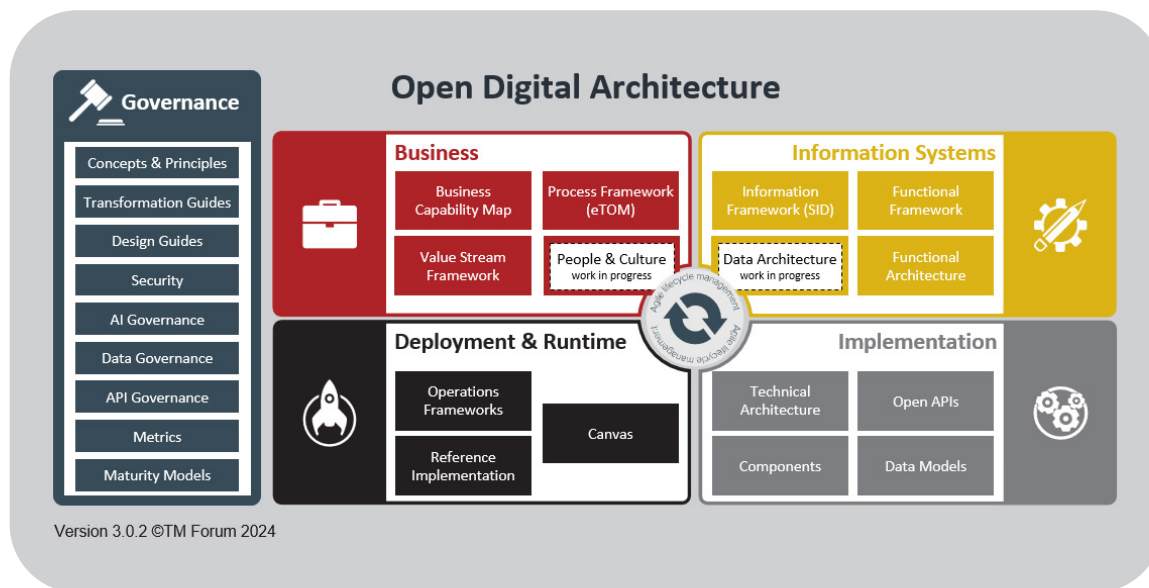 Open Digital Architecture
Governance
Concepts & Principles
Transformation Guides
Design Guides
Security
AI Governance
Data Governance
API Governance
Metrics
Maturity Models
Business
Business
Capability Map
Process Framework
(eTOM)
Value Stream
Framework
People & Culture
work in progress
Information Systems
Information
Framework (SID)
Functional
Framework
Data Architecture
work in progress
Functional
Architecture
Agile lifecycle management
Agile lifecycle management
Deployment & Runtime
Operations
Frameworks
Canvas
Reference
Implementation
Implementation
Technical
Architecture
Open APIs
Components
Data Models
Version 3.0.2 ©TM Forum 2024